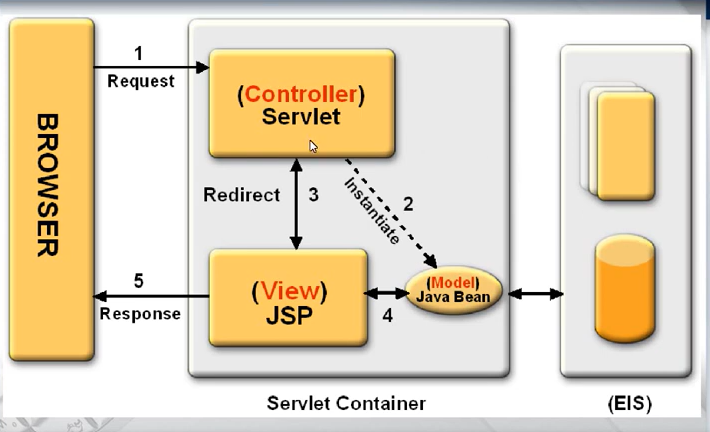 BROWSER
1
Request
(Controller)
Servlet
Redirect
3
2
Instantiate
(View)
JSP
(Model)
Java Bean
4
5
Response
Servlet Container
(EIS)